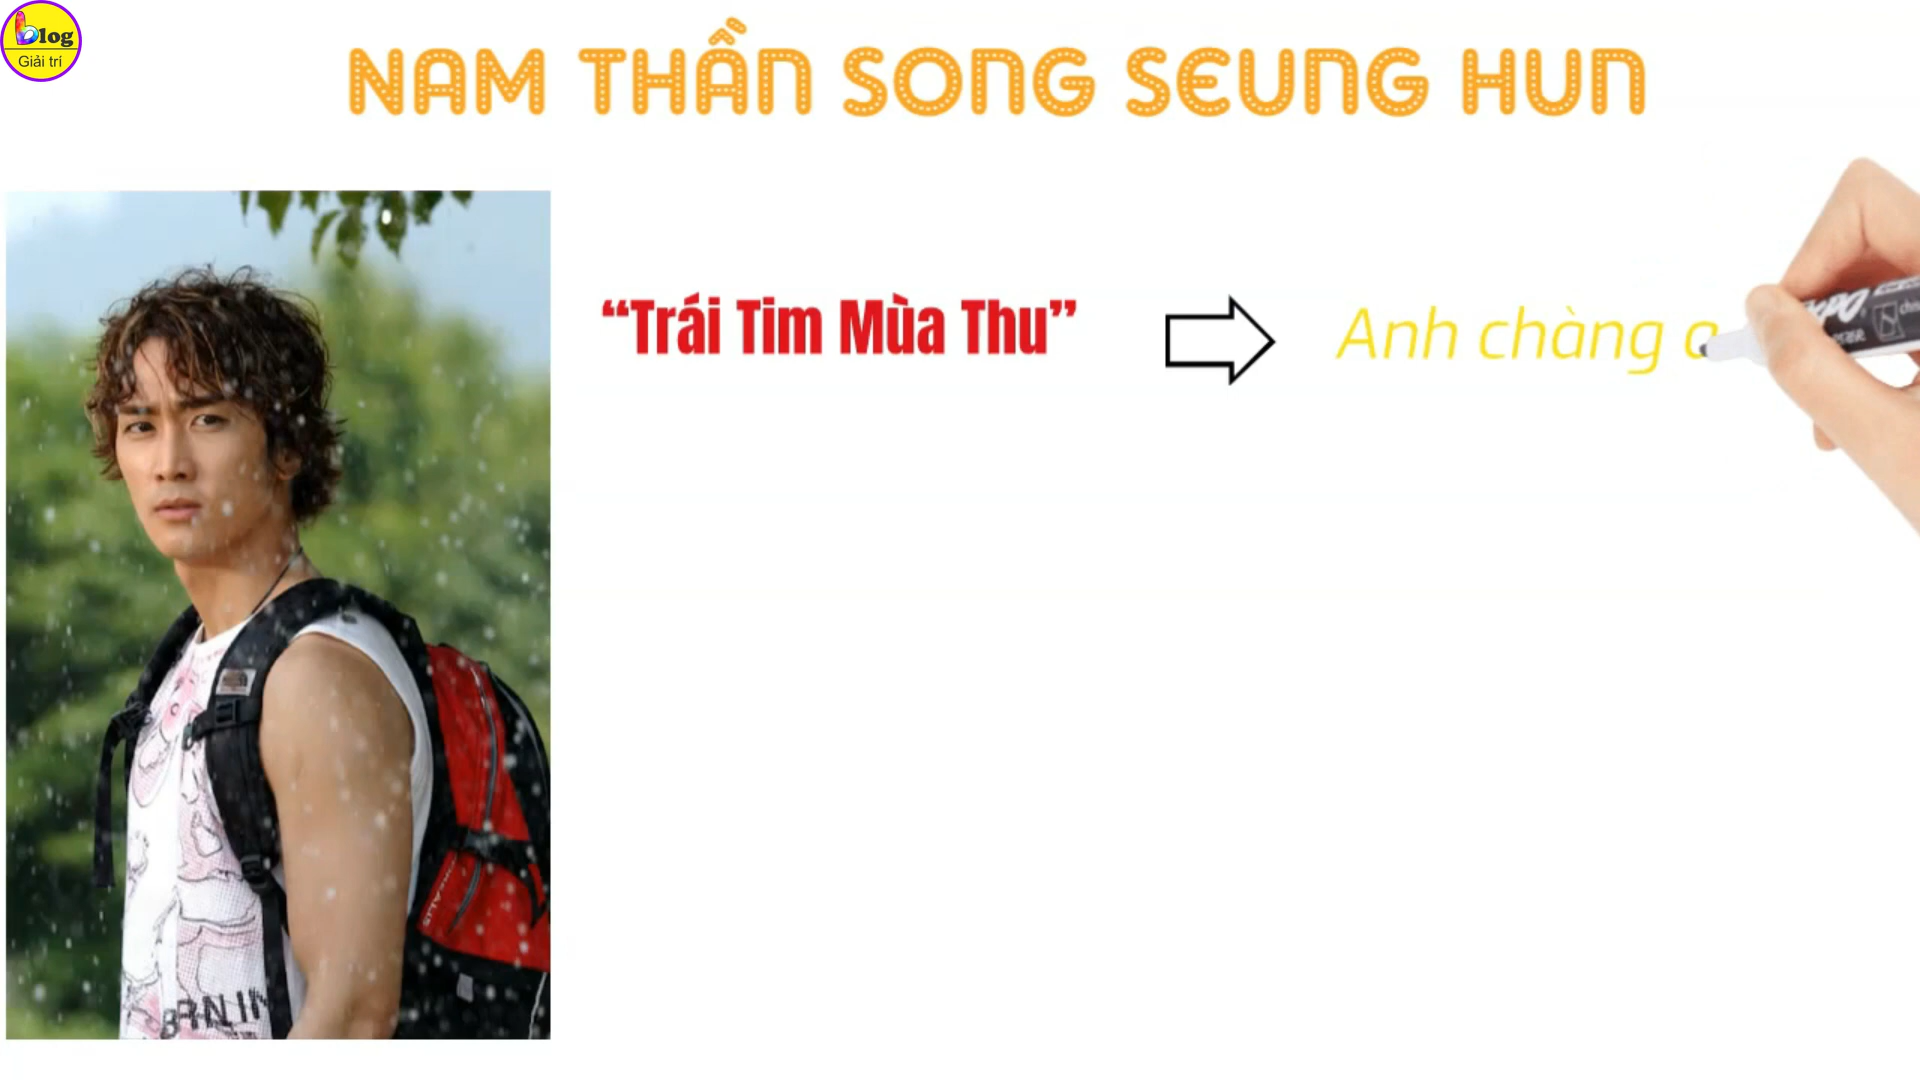 blog
Giải trí
NAM THẦN SONG SEUNG HUN
“Trái Tim Mùa Thu”
Anh chàng